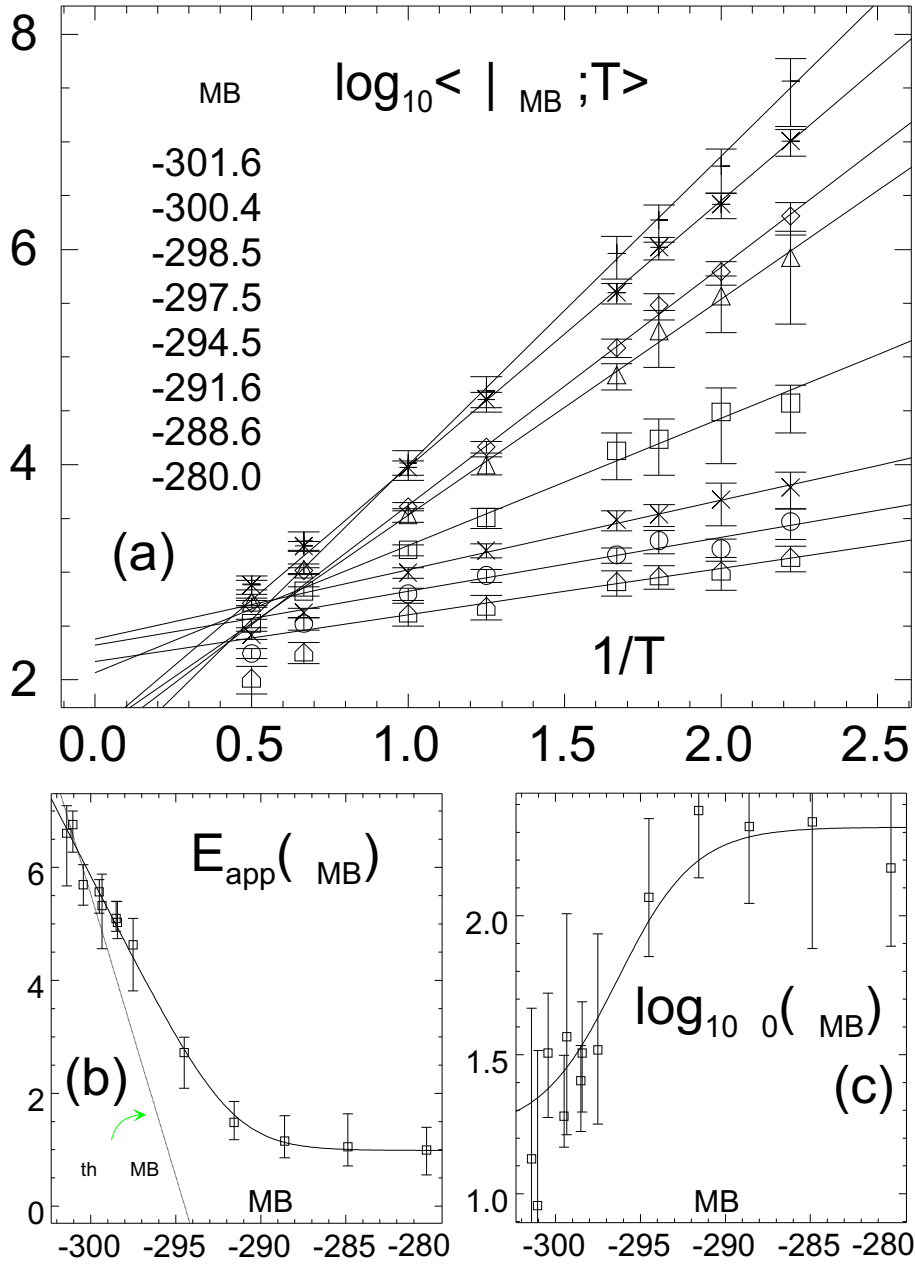 log10< | MB ;T>
MB
-301.6
-300.4
-298.5
-297.5
-294.5
-291.6
-288.6
-280.0
(a)
1/T
8
6
4
2
0.0 0.5 1.0 1.5 2.0 2.5
Eapp( MB)
6
4
2
0
(b)
th MB
MB
-300 -295 -290 -285 -280
2.0
1.5
1.0
log10 0( MB)
(c)
MB
-300 -295 -290 -285 -280